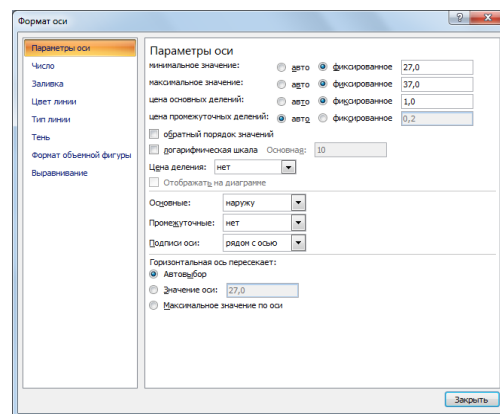 Формат оси
Параметры оси
Число
Заливка
Цвет линии
Тип линии
Тень
Формат объемной фигуры
Выравнивание
Параметры оси
минимальное значение: авто фиксированное 27,0
максимальное значение: авто фиксированное 37,0
цена основных делений: авто фиксированное 1,0
цена промежуточных делений: авто фиксированное 0,2
обратный порядок значений
логарифмическая шкала Основная: 10
Цена деления: нет
Отображать на диаграмме
Основные: наружу
Промежуточные: нет
Подписи оси: рядом с осью
Горизонтальная ось пересекает:
Автовыбор
Значение оси: 27,0
Максимальное значение по оси
Закрыть